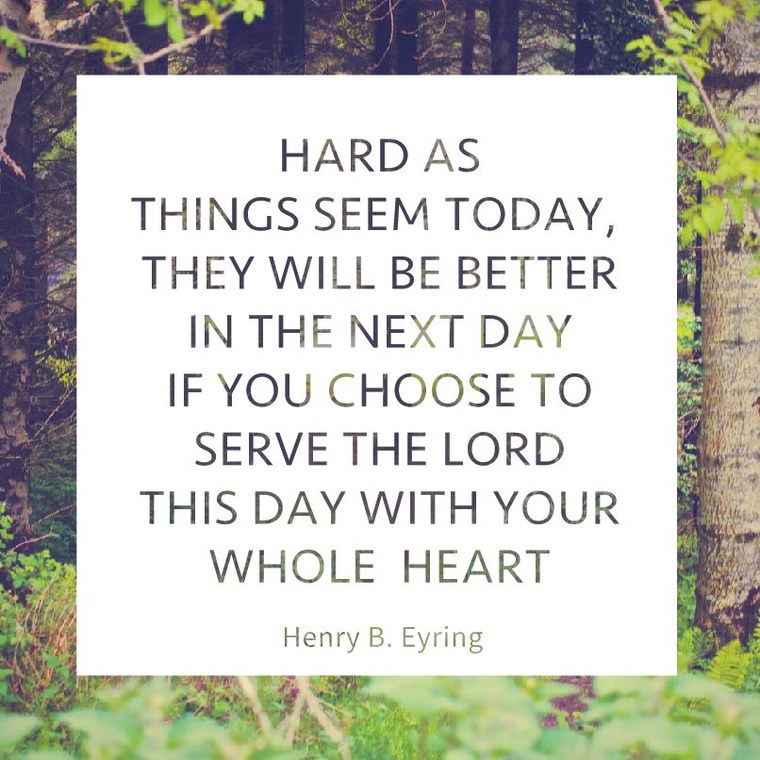 HARD AS
THINGS SEEM TODAY,
THEY WILL BE BETTER
IN THE NEXT DAY
IF YOU CHOOSE TO
SERVE THE LORD
THIS DAY WITH YOUR
WHOLE HEART
Henry B. Eyring